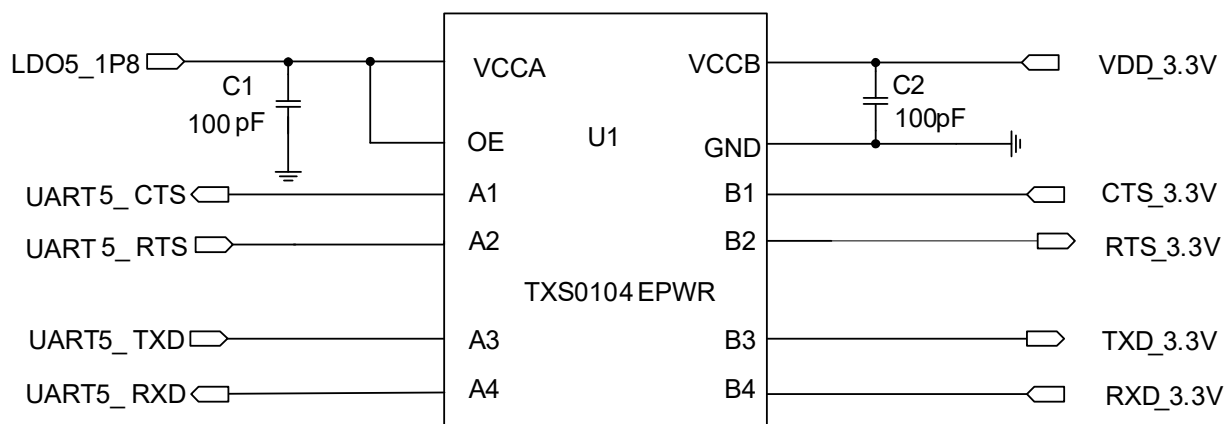 LDO5_1P8
VCCA
VCCB
VDD_3.3V
C1
100 pF
C2
100pF
OE
U1
GND
UART5_ CTS
A1
B1
CTS_3.3V
UART5_ RTS
A2
B2
RTS_3.3V
TXS0104EPWR
UART5_ TXD
A3
B3
TXD_3.3V
UART5_ RXD
A4
B4
RXD_3.3V